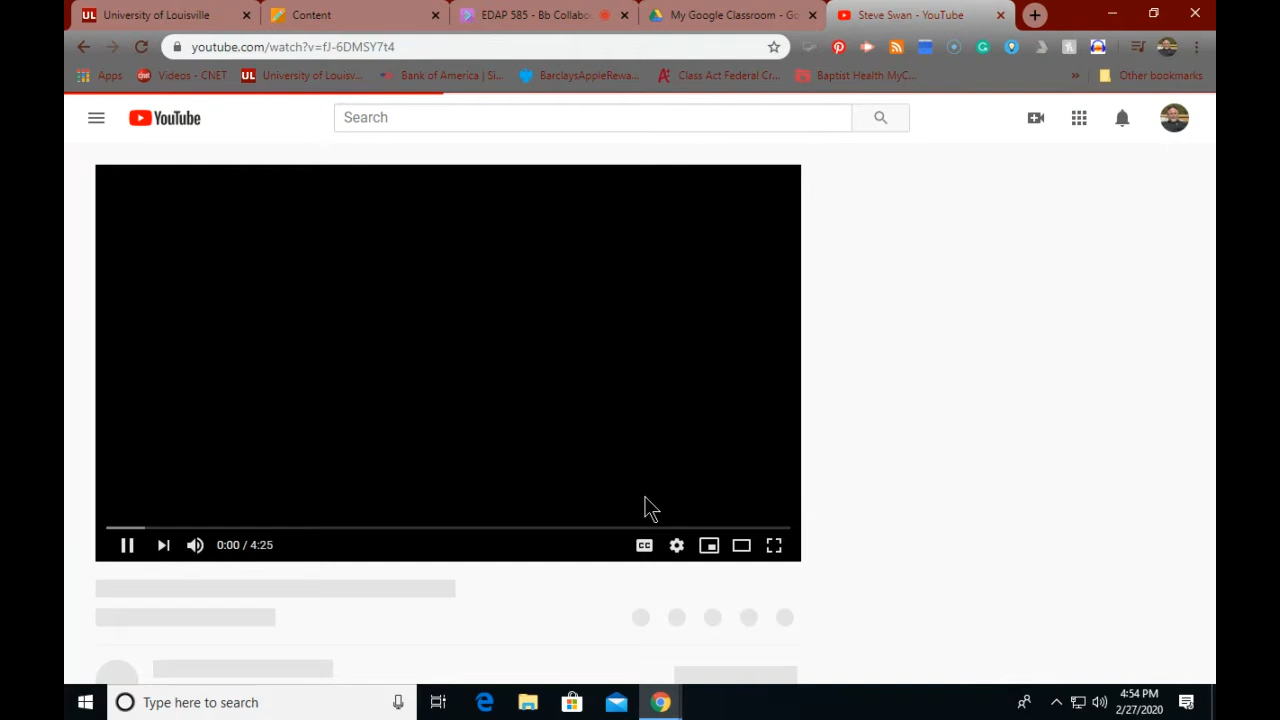 University of Louisville
Content
EDAP 585 - Bb Collabo
My Google Classroom - Go
Steve Swan - YouTube
youtube.com/watch?v=fJ-6DMSY7t4
Apps
Videos - CNET
University of Louisv...
Bank of America | Si...
BarclaysAppleRewa...
Class Act Federal Cr...
Baptist Health MyC...
»
Other bookmarks
YouTube
Search
0:00 / 4:25
CC
Type here to search
4:54 PM
2/27/2020